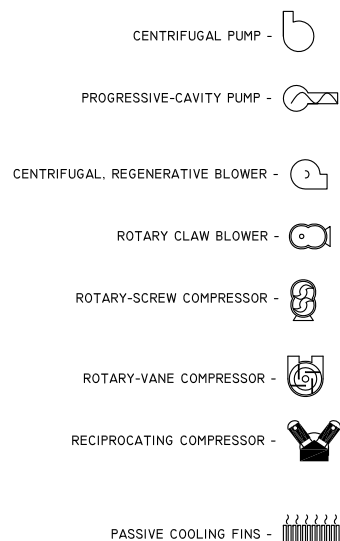 CENTRIFUGAL PUMP -
PROGRESSIVE-CAVITY PUMP -
CENTRIFUGAL, REGENERATIVE BLOWER -
ROTARY CLAW BLOWER -
ROTARY-SCREW COMPRESSOR -
ROTARY-VANE COMPRESSOR -
RECIPROCATING COMPRESSOR -
PASSIVE COOLING FINS -